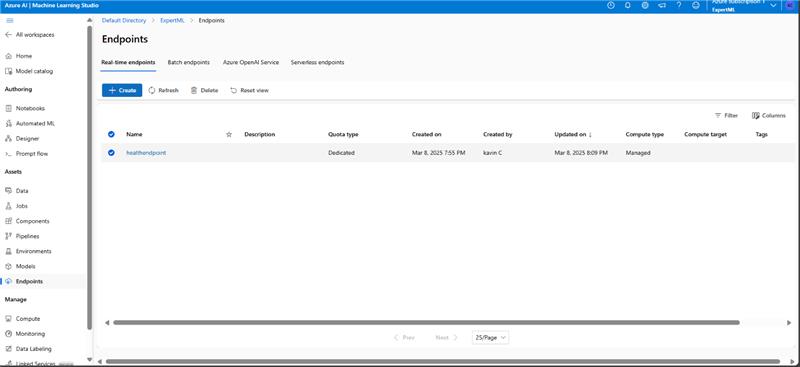 Azure AI | Machine Learning Studio
Azure subscription 1
ExpertML
All workspaces
Home
Model catalog
Authoring
Notebooks
Automated ML
Designer
Prompt flow
Assets
Data
Jobs
Components
Pipelines
Environments
Models
Endpoints
Manage
Compute
Monitoring
Data Labeling
Linked Services
Default Directory > ExpertML > Endpoints
Endpoints
Real-time endpoints Batch endpoints Azure OpenAI Service Serverless endpoints
+ Create Refresh Delete Reset view
Filter Columns
Name Description Quota type Created on Created by Updated on ↓ Compute type Compute target Tags
healthendpoint Dedicated Mar 8, 2025 7:55 PM kavin C Mar 8, 2025 8:09 PM Managed
< Prev Next > 25/Page